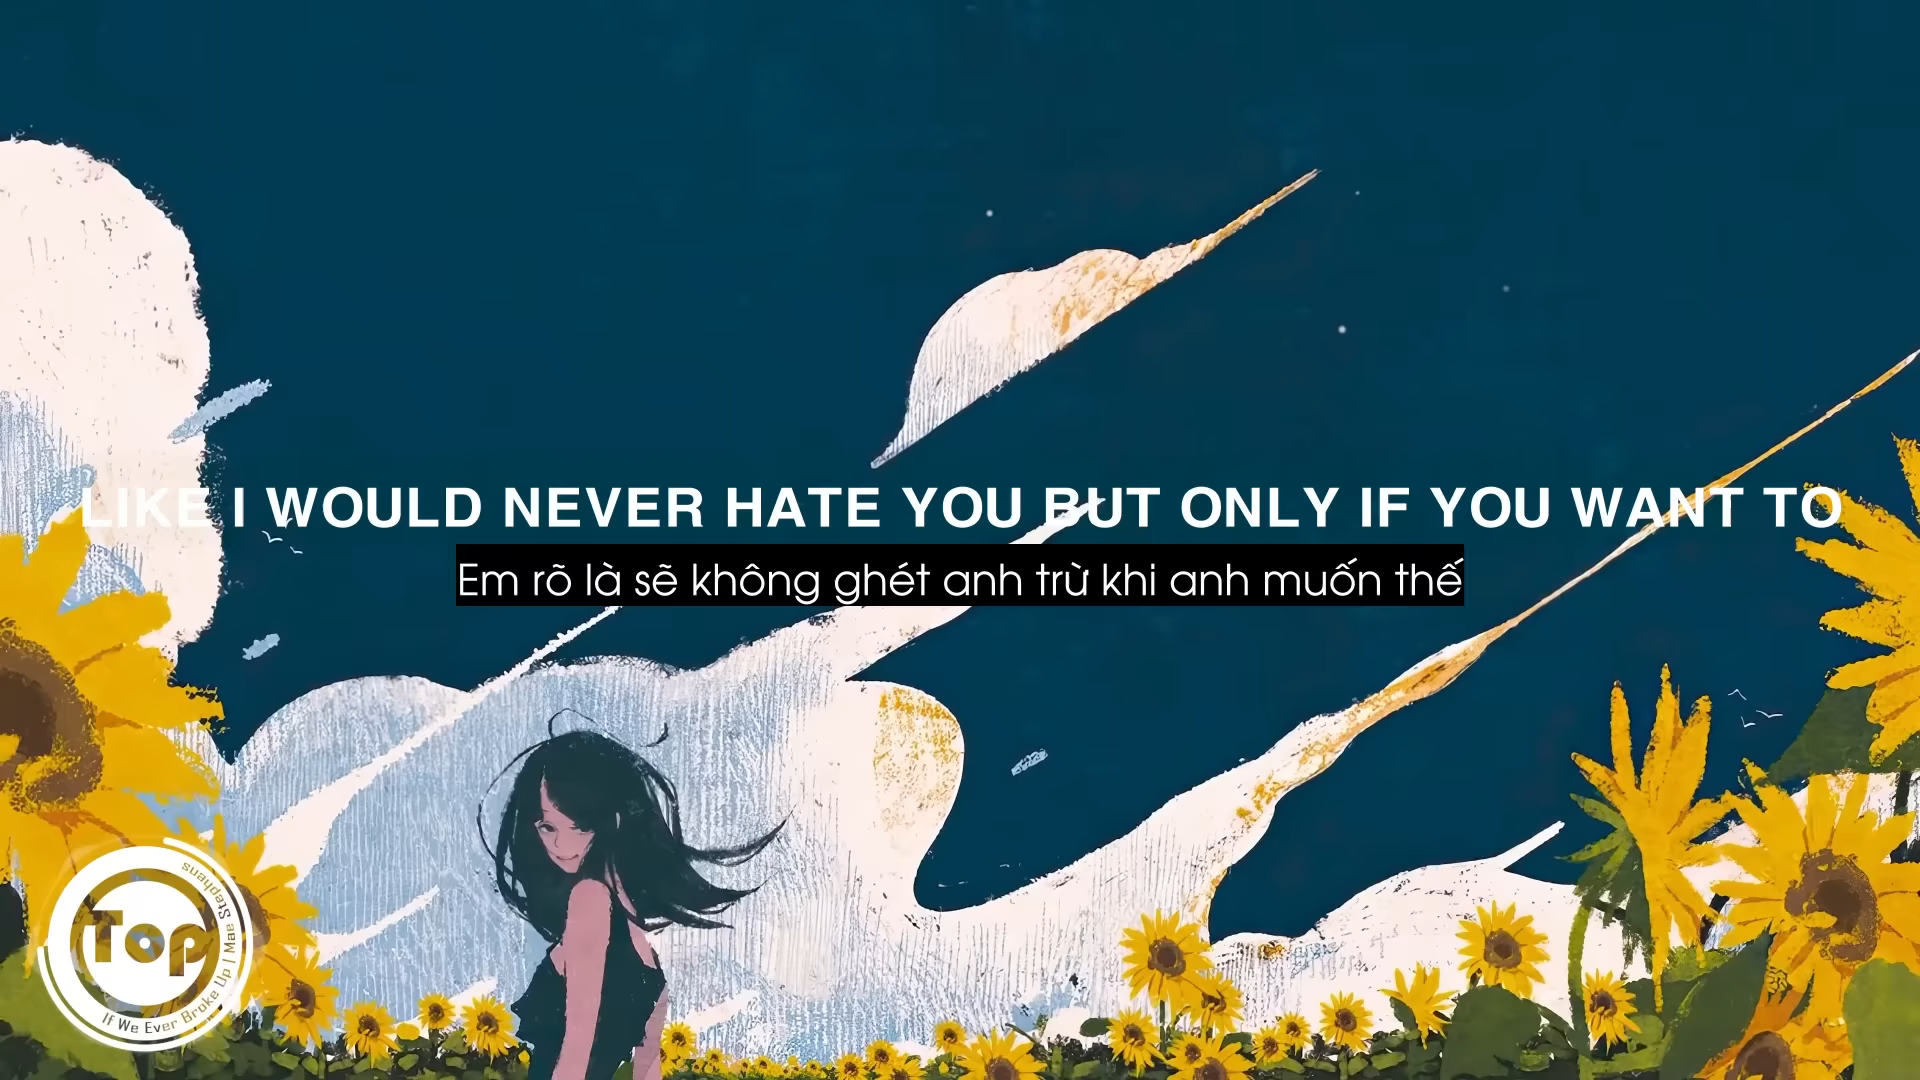 LIKE I WOULD NEVER HATE YOU BUT ONLY IF YOU WANT TO
Em rõ là sẽ không ghét anh trừ khi anh muốn thế
Top
If We Ever Broke Up | Mae Stephens